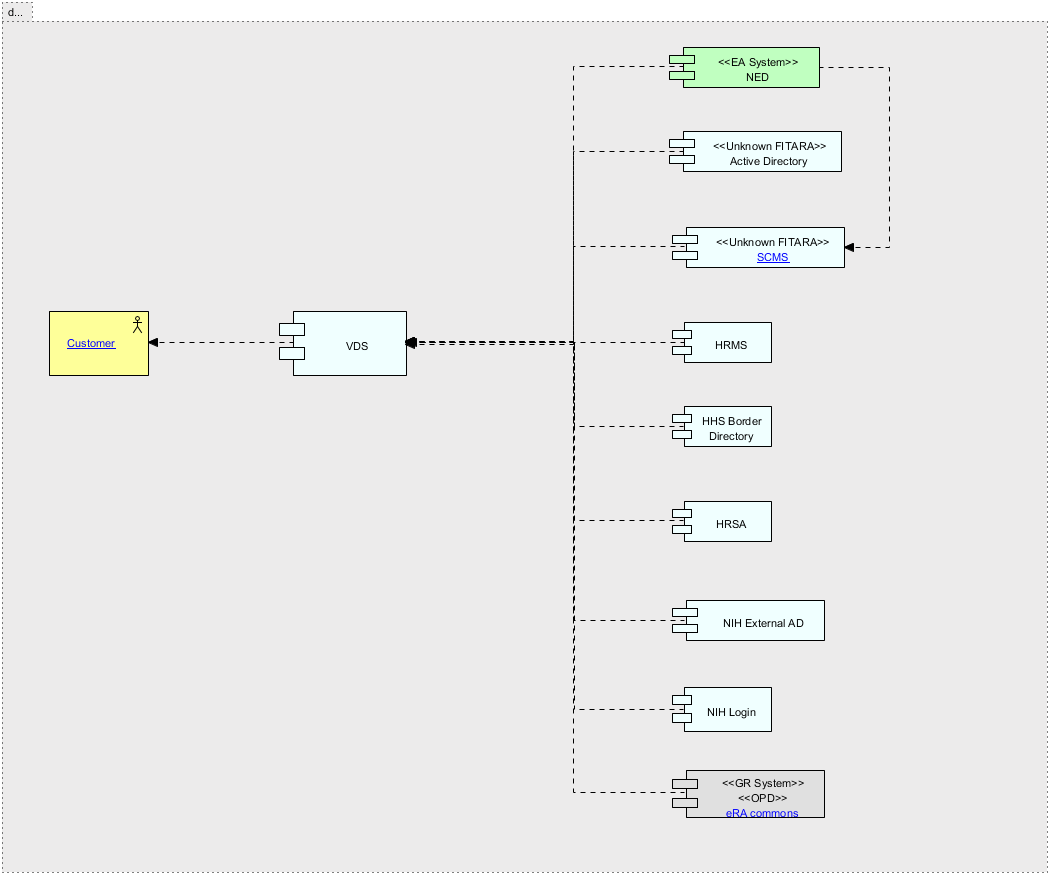 d...
<<EA System>>
NED
<<Unknown FITARA>>
Active Directory
<<Unknown FITARA>>
SCMS
Customer
VDS
HRMS
HHS Border
Directory
HRSA
NIH External AD
NIH Login
<<GR System>>
<<OPD>>
eRA commons